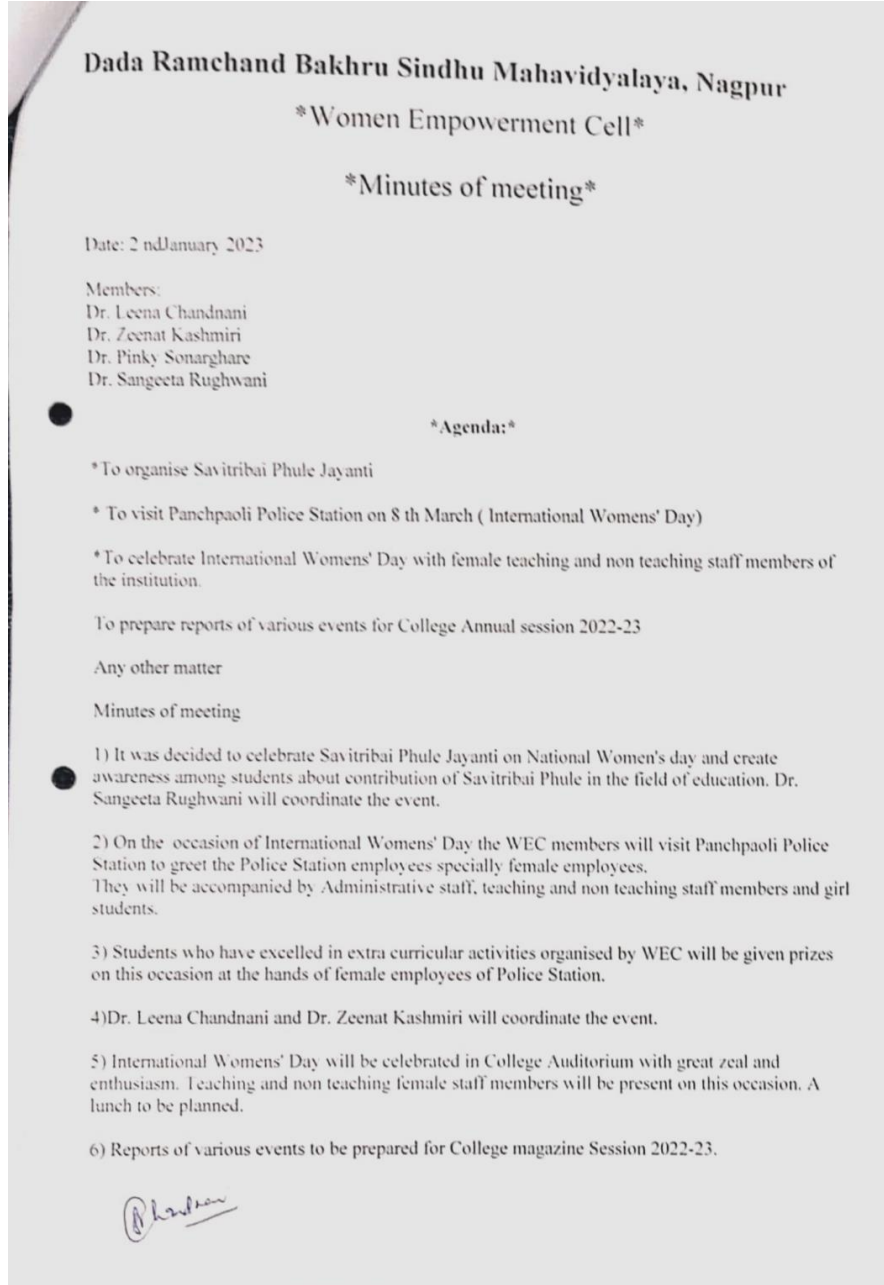 Dada Ramchand Bakhru Sindhu Mahavidyalaya, Nagpur
*Women Empowerment Cell*
*Minutes of meeting*
Date: 2 ndJanuary 2023
Members:
Dr. Leena Chandnani
Dr. Zeenat Kashmiri
Dr. Pinky Sonarghare
Dr. Sangeeta Rughwani
*Agenda:*
*To organise Savitribai Phule Jayanti
* To visit Panchpaoli Police Station on 8 th March ( International Womens' Day)
*To celebrate International Womens' Day with female teaching and non teaching staff members of
the institution.
To prepare reports of various events for College Annual session 2022-23
Any other matter
Minutes of meeting
1) It was decided to celebrate Savitribai Phule Jayanti on National Women's day and create
awareness among students about contribution of Savitribai Phule in the field of education. Dr.
Sangeeta Rughwani will coordinate the event.
2) On the occasion of International Womens' Day the WEC members will visit Panchpaoli Police
Station to greet the Police Station employees specially female employees.
They will be accompanied by Administrative staff, teaching and non teaching staff members and girl
students.
3) Students who have excelled in extra curricular activities organised by WEC will be given prizes
on this occasion at the hands of female employees of Police Station.
4)Dr. Leena Chandnani and Dr. Zeenat Kashmiri will coordinate the event.
5) International Womens' Day will be celebrated in College Auditorium with great zeal and
enthusiasm. Teaching and non teaching female staff members will be present on this occasion. A
lunch to be planned.
6) Reports of various events to be prepared for College magazine Session 2022-23.